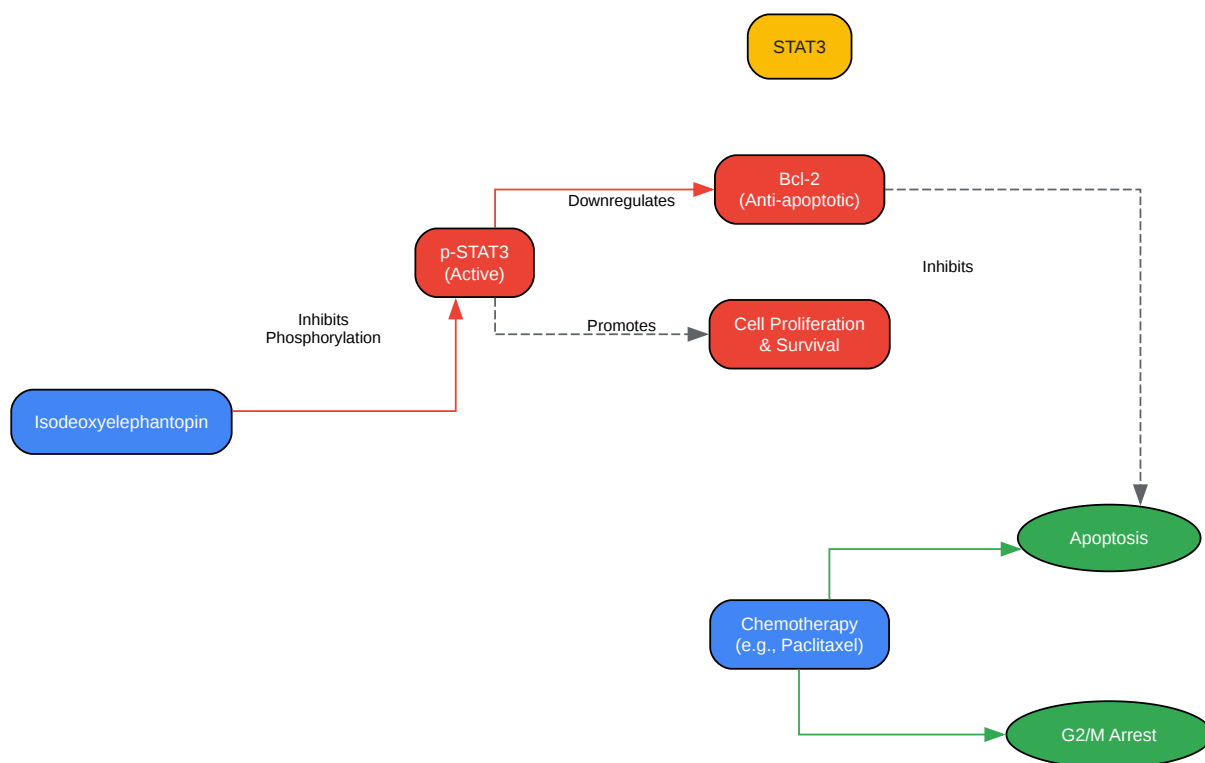 STAT3
Bcl-2
(Anti-apoptotic)
Downregulates
p-STAT3
(Active)
Inhibits
Inhibits
Phosphorylation
Promotes
Cell Proliferation
& Survival
Isodeoxyelephantopin
Apoptosis
Chemotherapy
(e.g., Paclitaxel)
G2/M Arrest